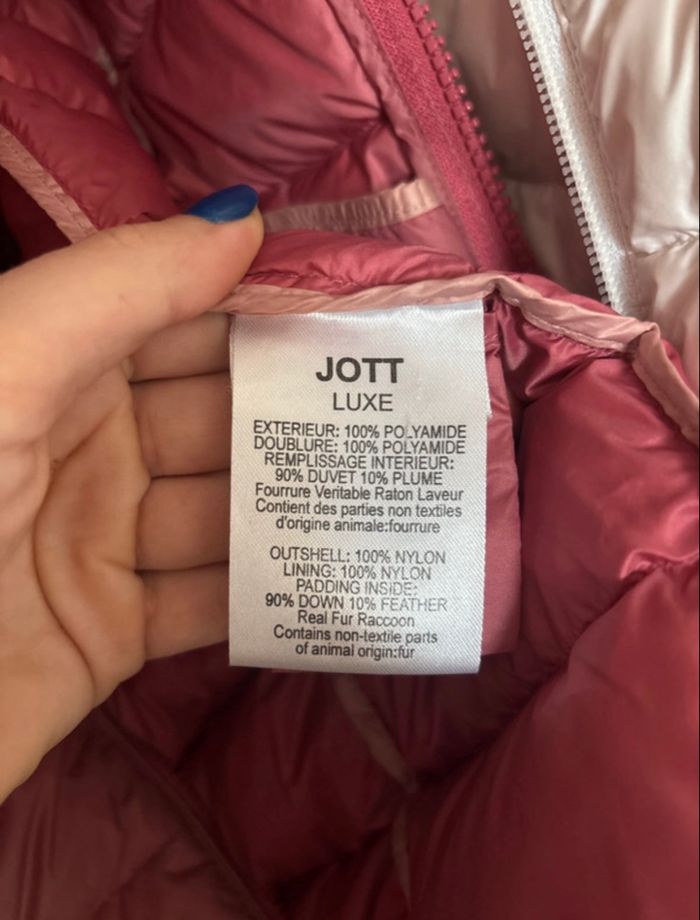 JOTT
LUXE
EXTERIEUR: 100% POLYAMIDE
DOUBLURE: 100% POLYAMIDE
REMPLISSAGE INTERIEUR:
90% DUVET 10% PLUME
Fourrure Veritable Raton Laveur
Contient des parties non textiles
d'origine animale:fourrure
OUTSHELL: 100% NYLON
LINING: 100% NYLON
PADDING INSIDE:
90% DOWN 10% FEATHER
Real Fur Raccoon
Contains non-textile parts
of animal origin:fur